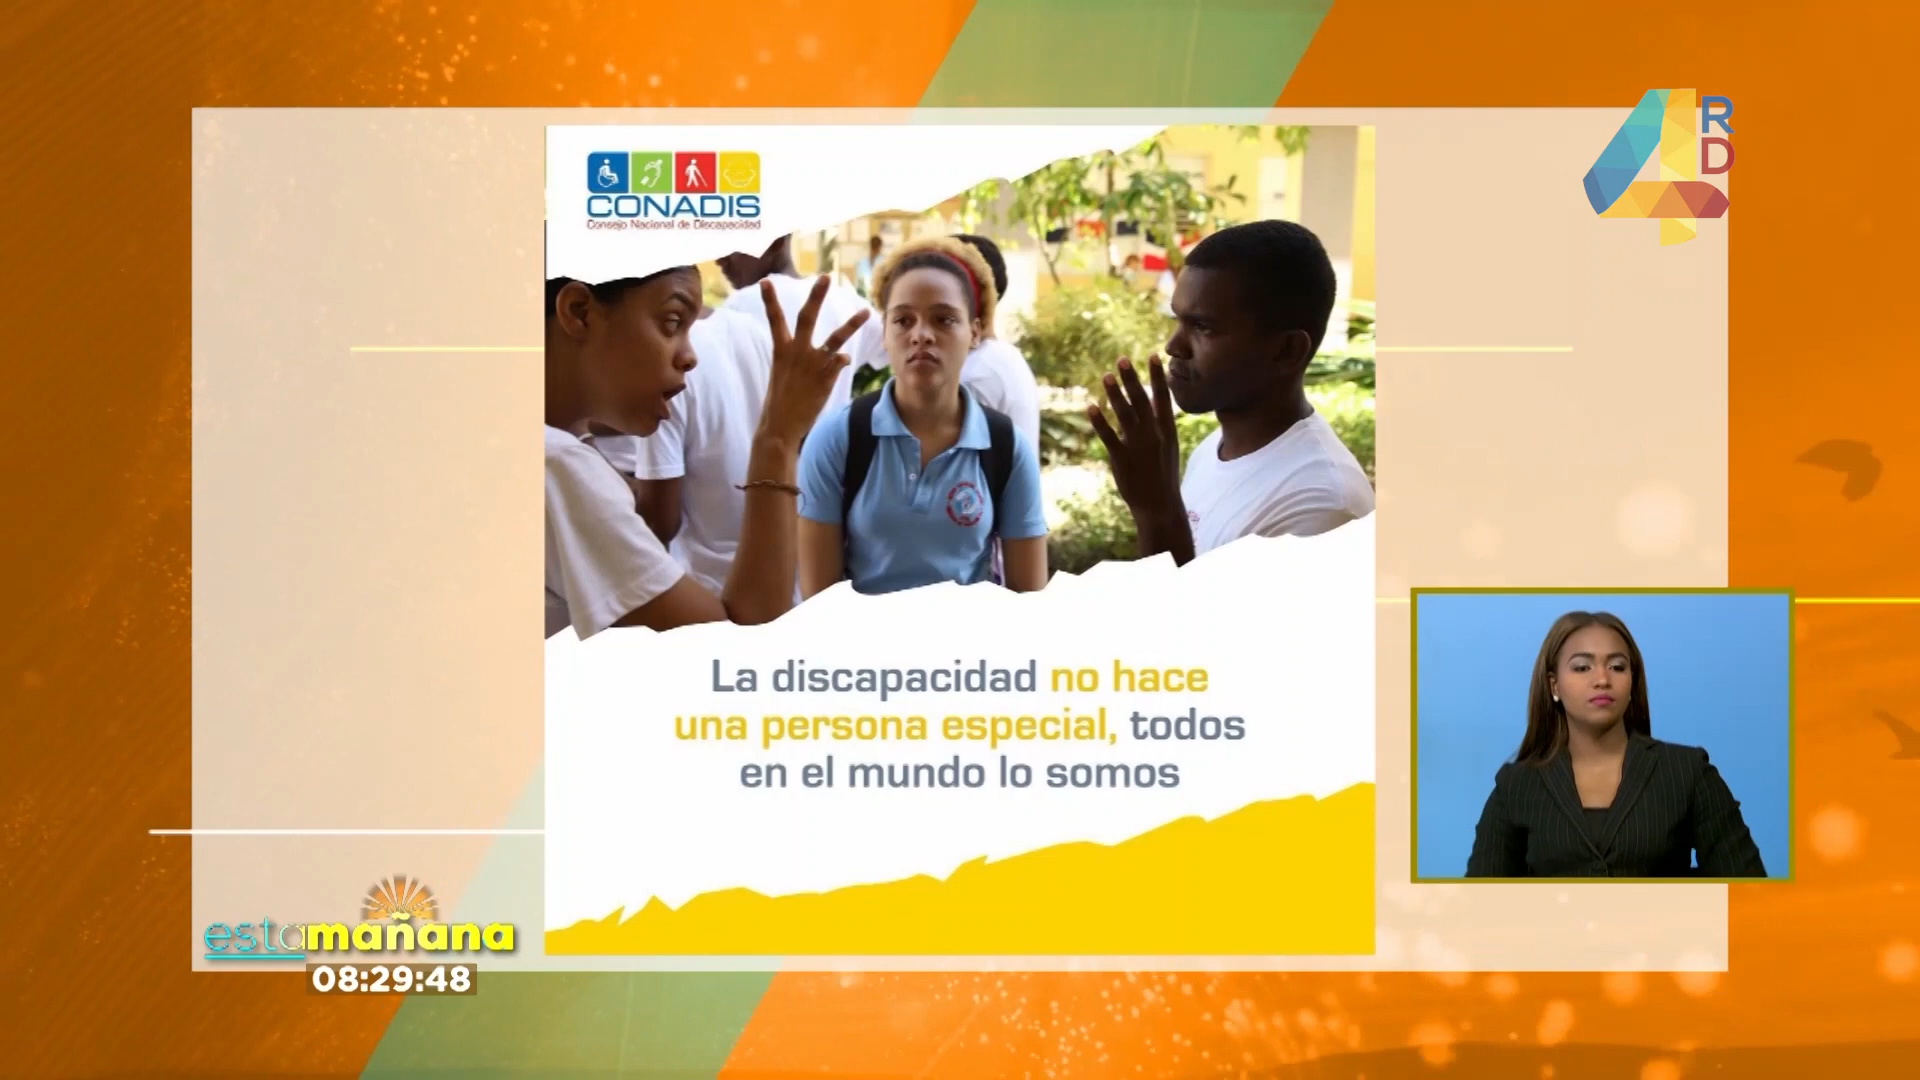 CONADIS
Consejo Nacional de Discapacidad
4
RD
La discapacidad no hace
una persona especial, todos
en el mundo lo somos
estamañana
08:29:48